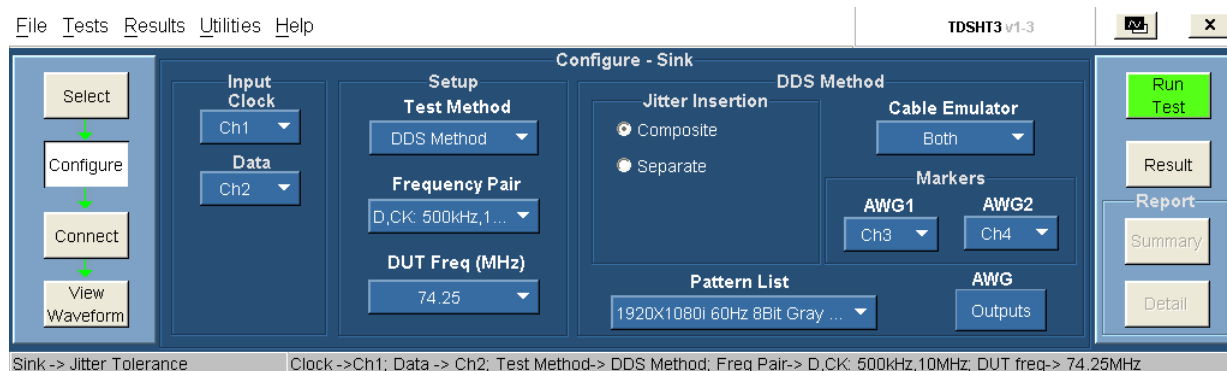 File Tests Results Utilities Help
TDSHT3 v1-3
x
Select
Configure
Connect
View
Waveform
Configure - Sink
Input
Clock
Ch1
Data
Ch2
Setup
Test Method
DDS Method
Frequency Pair
D,CK: 500kHz,1...
DUT Freq (MHz)
74.25
DDS Method
Jitter Insertion
Composite
Separate
Cable Emulator
Both
Markers
AWG1
Ch3
AWG2
Ch4
Pattern List
1920X1080i 60Hz 8Bit Gray ...
AWG
Outputs
Run
Test
Result
Report
Summary
Detail
Sink -> Jitter Tolerance
Clock ->Ch1; Data -> Ch2; Test Method-> DDS Method; Freq Pair-> D,CK: 500kHz,10MHz; DUT freq-> 74.25MHz